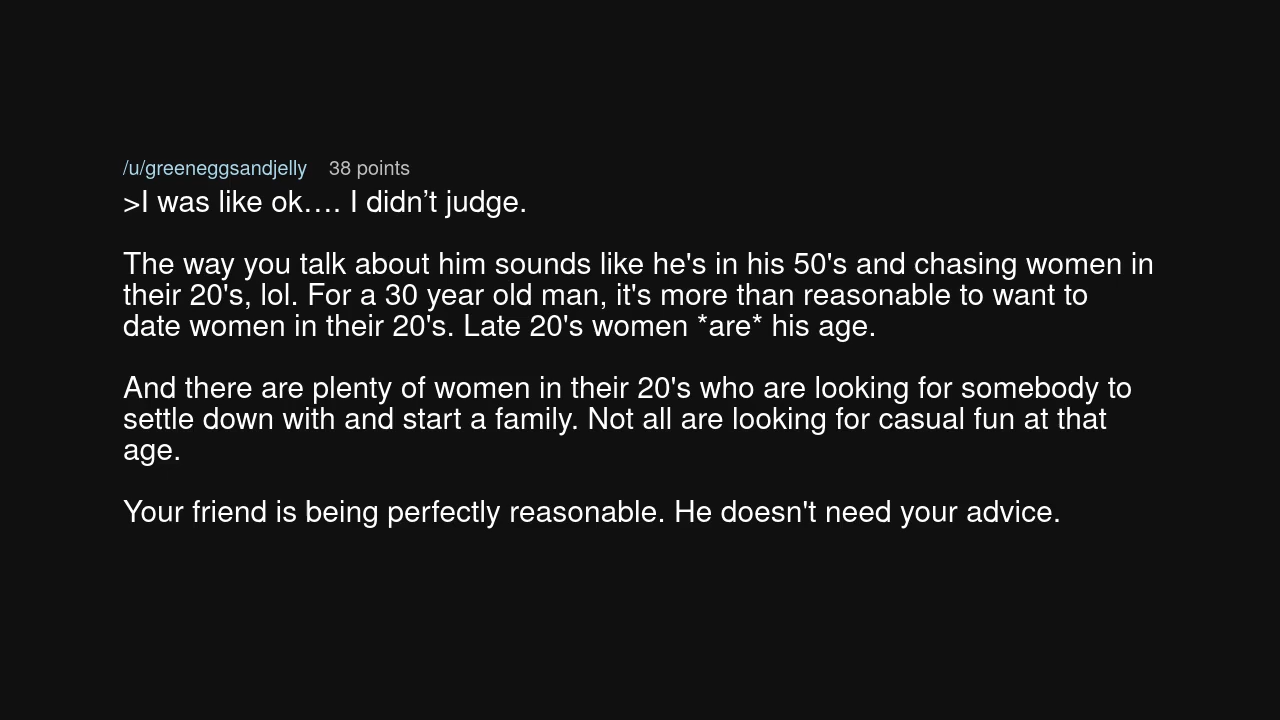 /u/greeneggsandjelly 38 points
>I was like ok…. I didn’t judge.
The way you talk about him sounds like he's in his 50's and chasing women in
their 20's, lol. For a 30 year old man, it's more than reasonable to want to
date women in their 20's. Late 20's women *are* his age.
And there are plenty of women in their 20's who are looking for somebody to
settle down with and start a family. Not all are looking for casual fun at that
age.
Your friend is being perfectly reasonable. He doesn't need your advice.